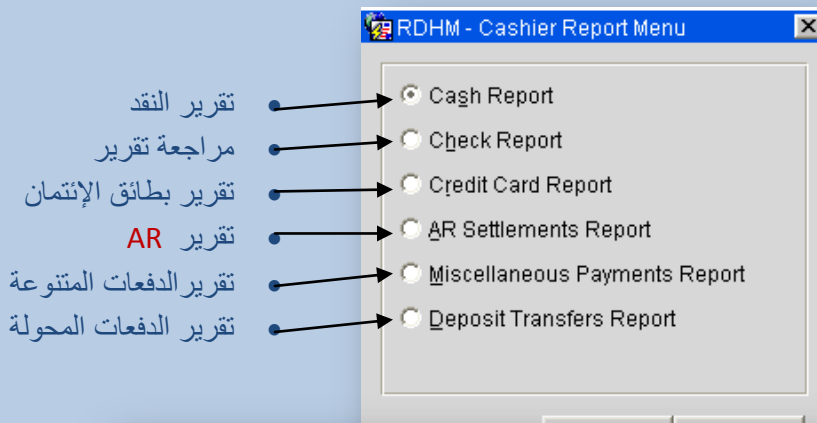 RDHM - Cashier Report Menu
تقرير النقد
Cash Report
مراجعة تقرير
Check Report
تقرير بطائق الإئتمان
Credit Card Report
تقرير AR
AR Settlements Report
تقريرالدفعات المتنوعة
Miscellaneous Payments Report
تقرير الدفعات المحولة
Deposit Transfers Report